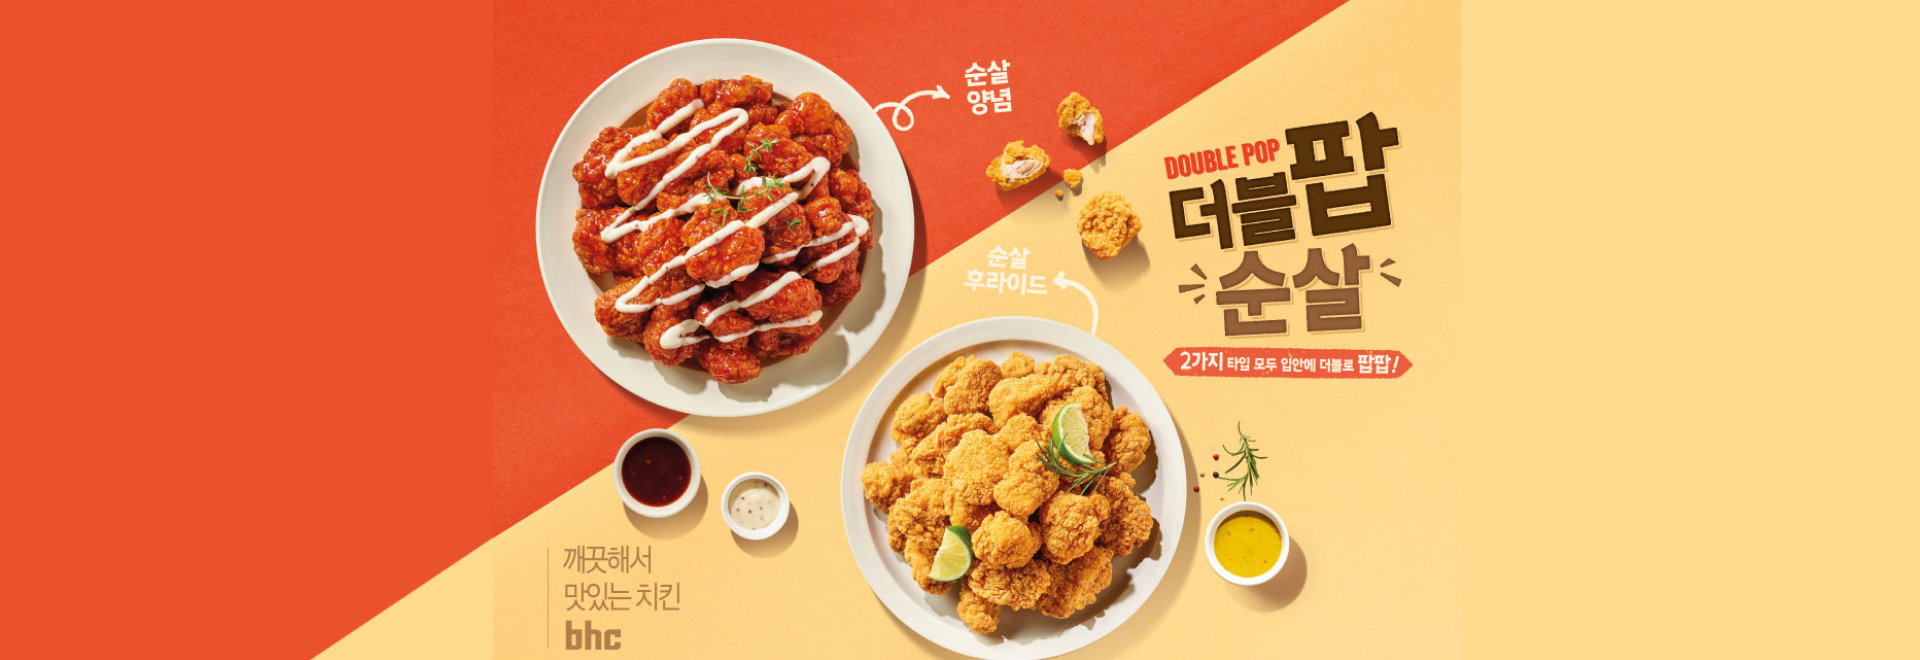 순살
양념
DOUBLE POP
더블팝
순살
2가지 타입 모두 입안에 더블로 팝팝!
순살
후라이드
깨끗해서
맛있는 치킨
bhc